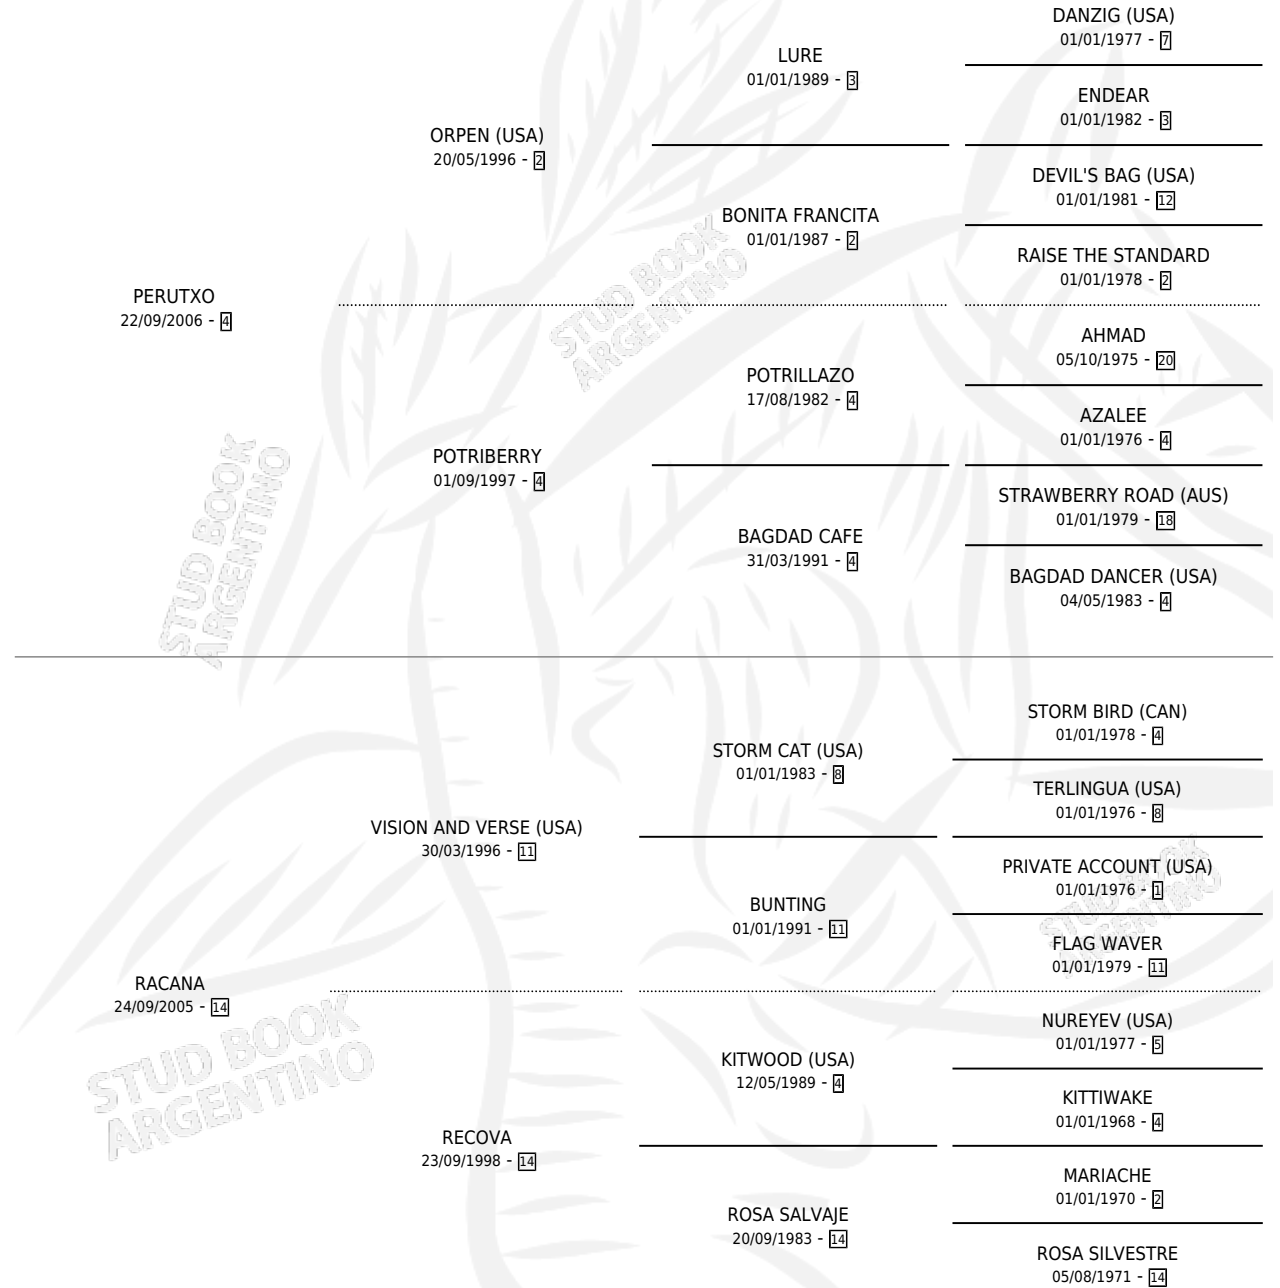 DANZIG (USA)
01/01/1977 - 7
LURE
01/01/1989 - 3
ENDEAR
01/01/1982 - 3
ORPEN (USA)
20/05/1996 - 2
DEVIL'S BAG (USA)
01/01/1981 - 12
BONITA FRANCITA
01/01/1987 - 2
RAISE THE STANDARD
01/01/1978 - 2
PERUTXO
22/09/2006 - 4
AHMAD
05/10/1975 - 20
POTRILLAZO
17/08/1982 - 4
AZALEE
01/01/1976 - 4
POTRIBERRY
01/09/1997 - 4
STRAWBERRY ROAD (AUS)
01/01/1979 - 18
BAGDAD CAFE
31/03/1991 - 4
BAGDAD DANCER (USA)
04/05/1983 - 4
STORM BIRD (CAN)
01/01/1978 - 4
STORM CAT (USA)
01/01/1983 - 8
TERLINGUA (USA)
01/01/1976 - 8
VISION AND VERSE (USA)
30/03/1996 - 11
PRIVATE ACCOUNT (USA)
01/01/1976 - 1
BUNTING
01/01/1991 - 11
FLAG WAVER
01/01/1979 - 11
RACANA
24/09/2005 - 14
NUREYEV (USA)
01/01/1977 - 5
KITWOOD (USA)
12/05/1989 - 4
KITTIWAKE
01/01/1968 - 4
RECOVA
23/09/1998 - 14
MARIACHE
01/01/1970 - 2
ROSA SALVAJE
20/09/1983 - 14
ROSA SILVESTRE
05/08/1971 - 14
STUD BOOK
ARGENTINO
STUD BOOK
ARGENTINO
STUD BOOK
ARGENTINO
STUD BOOK
ARGENTINO